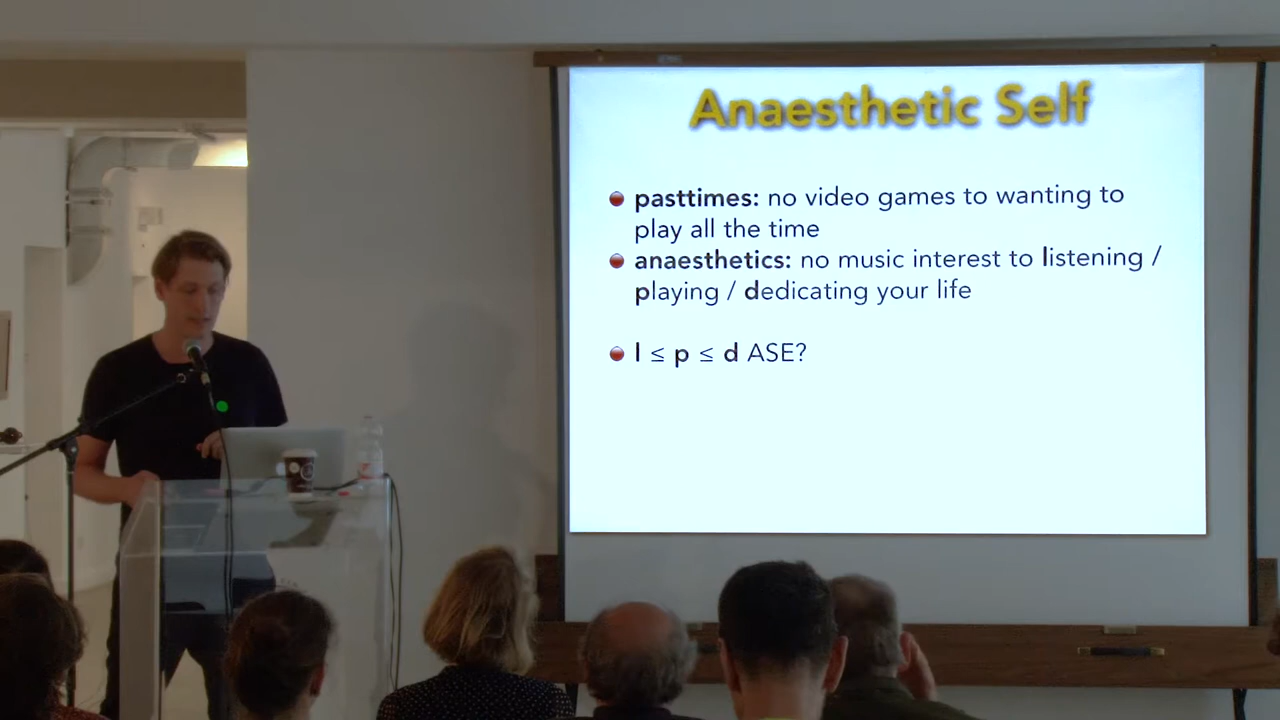 Anaesthetic Self
pasttimes: no video games to wanting to
play all the time
anaesthetics: no music interest to listening /
playing / dedicating your life
l ≤ p ≤ d ASE?